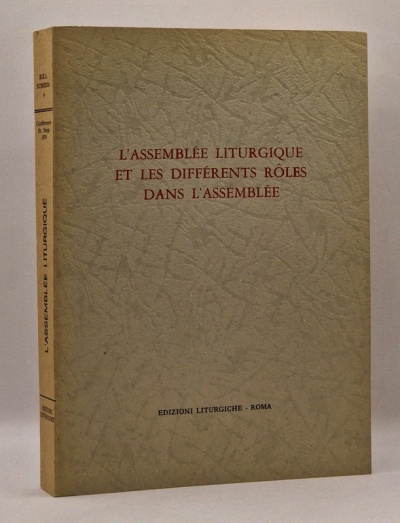 L'ASSEMBLÉE LITURGIQUE
ET LES DIFFÉRENTS RÔLES
DANS L'ASSEMBLÉE
EDIZIONI LITURGICHE - ROMA
L'ASSEMBLÉE LITURGIQUE